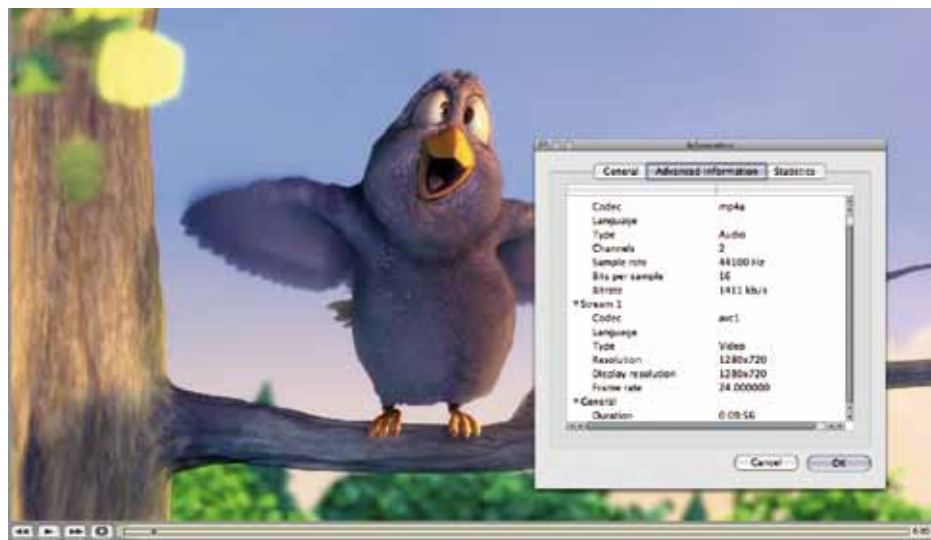 General Advanced Information Statistics
Codec mp4a
Language
Type Audio
Channels 2
Sample rate 44100 Hz
Bits per sample 16
Bitrate 1411 kb/s
Stream 1
Codec avc1
Language
Type Video
Resolution 1280x720
Display resolution 1280x720
Frame rate 24.000000
General
Duration 0:09:56
Cancel OK